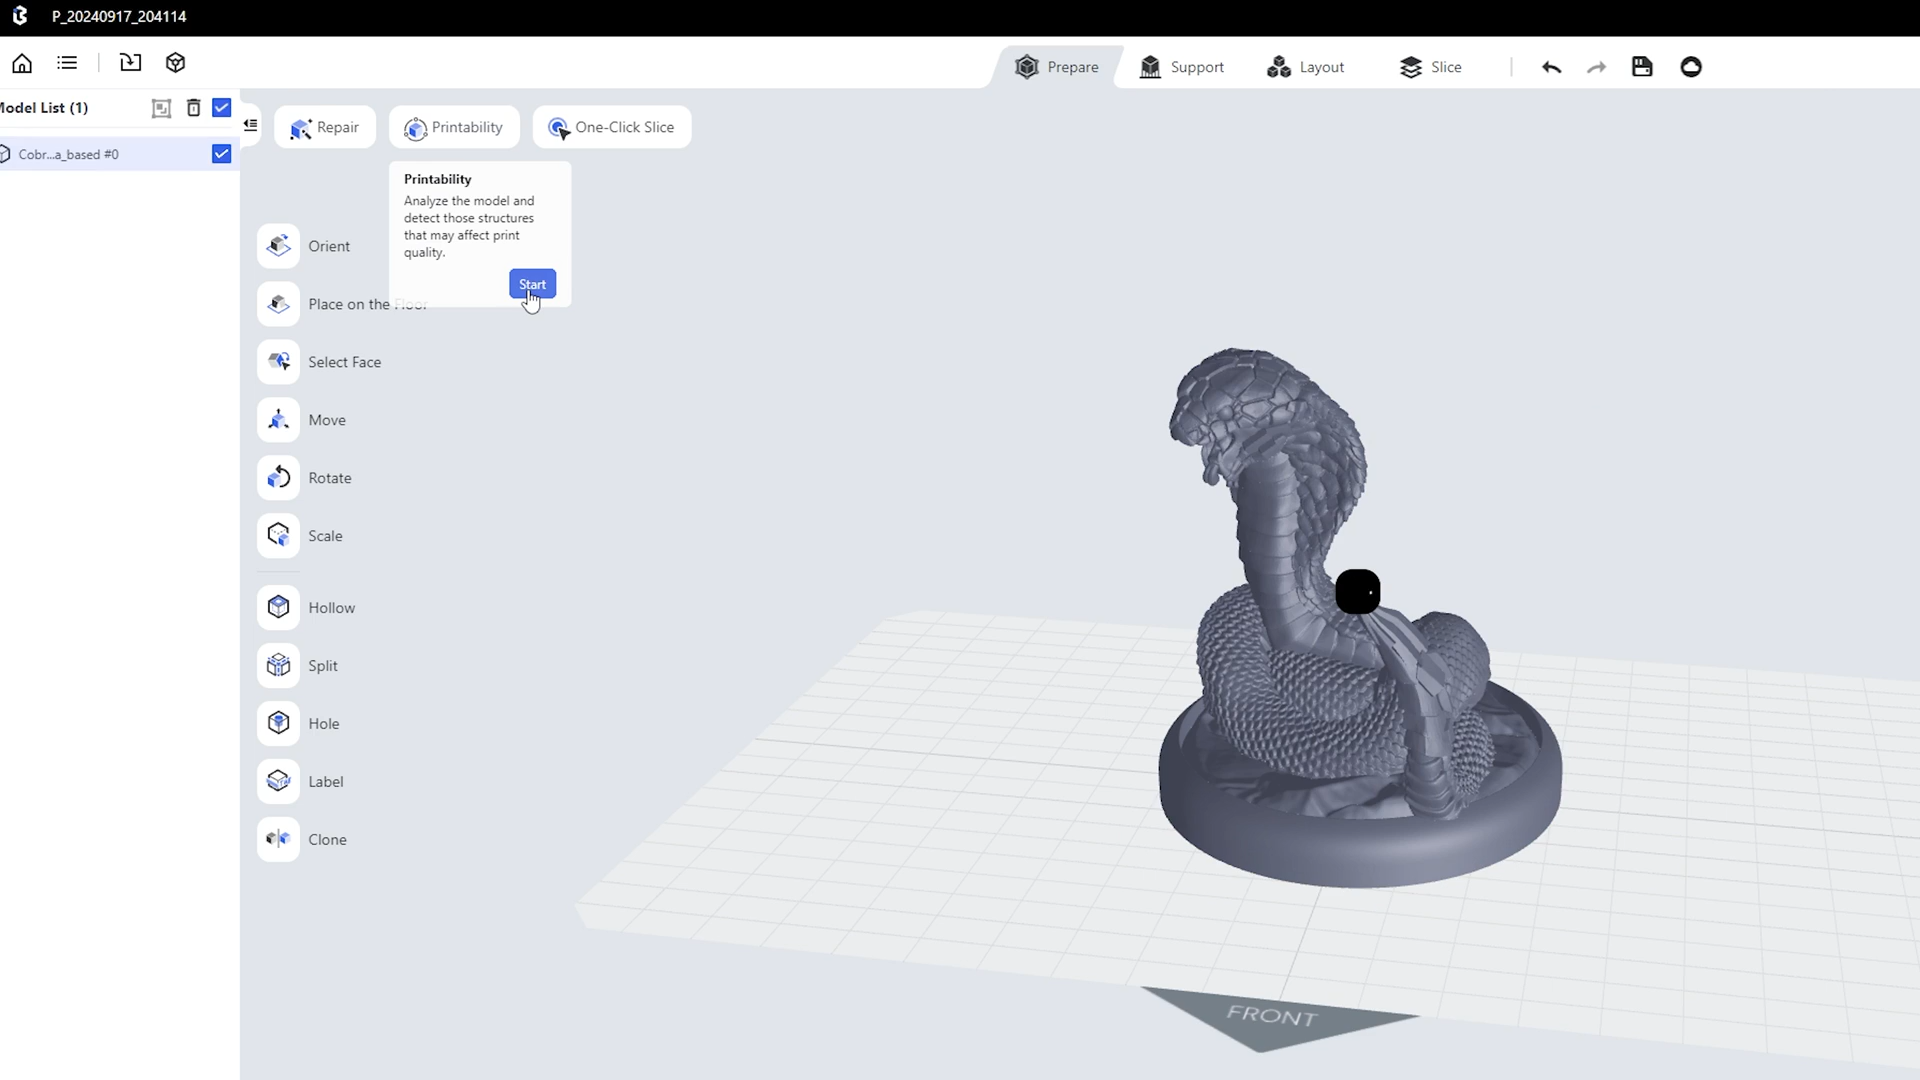 P_20240917_204114
Prepare
Support
Layout
Slice
Model List (1)
Repair
Printability
One-Click Slice
Cobr...a_based #0
Printability
Analyze the model and
detect those structures
that may affect print
quality.
Start
Orient
Place on the Floor
Select Face
Move
Rotate
Scale
Hollow
Split
Hole
Label
Clone
FRONT